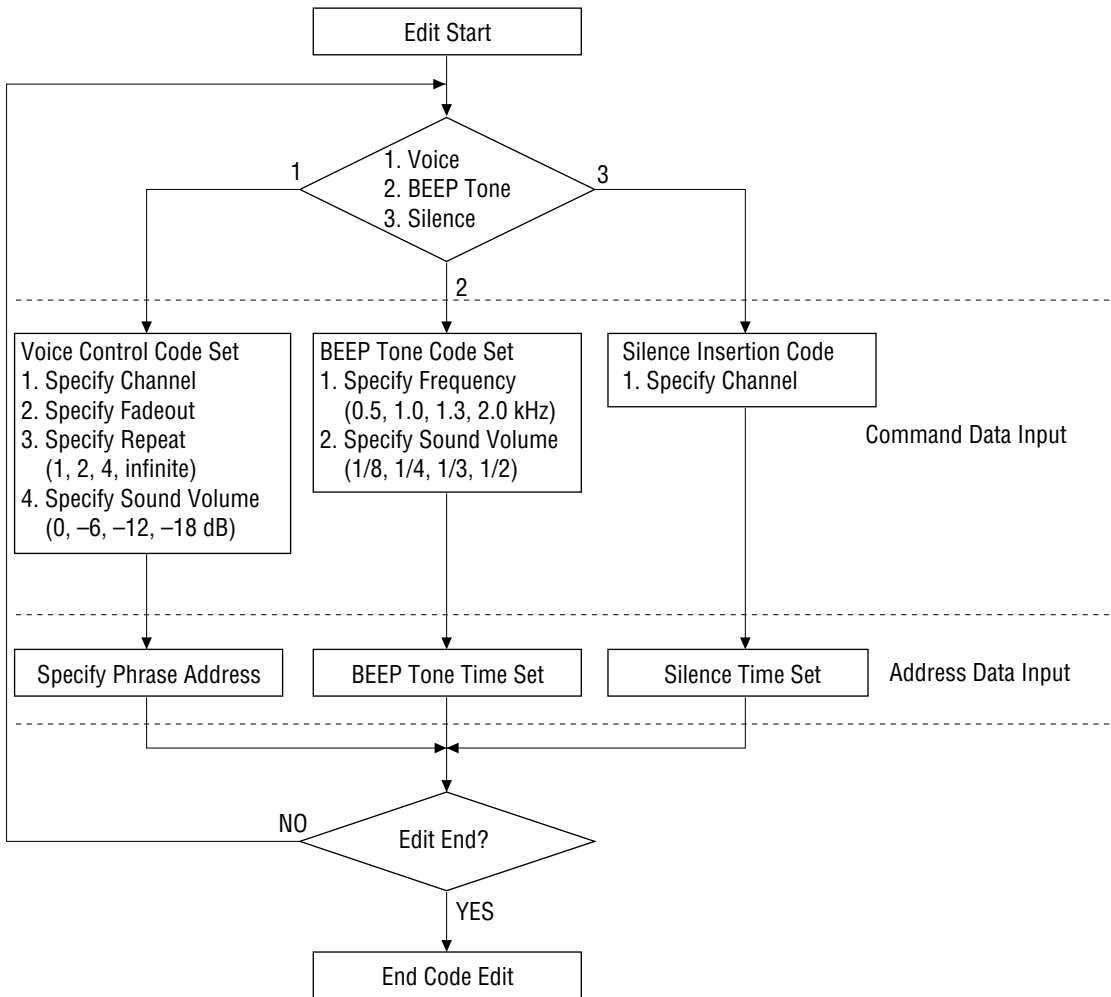 Edit Start
1
1. Voice
2. BEEP Tone
3. Silence
3
2
Voice Control Code Set
1. Specify Channel
2. Specify Fadeout
3. Specify Repeat
(1, 2, 4, infinite)
4. Specify Sound Volume
(0, –6, –12, –18 dB)
BEEP Tone Code Set
1. Specify Frequency
(0.5, 1.0, 1.3, 2.0 kHz)
2. Specify Sound Volume
(1/8, 1/4, 1/3, 1/2)
Silence Insertion Code
1. Specify Channel
Command Data Input
Specify Phrase Address
BEEP Tone Time Set
Silence Time Set
Address Data Input
NO
Edit End?
YES
End Code Edit